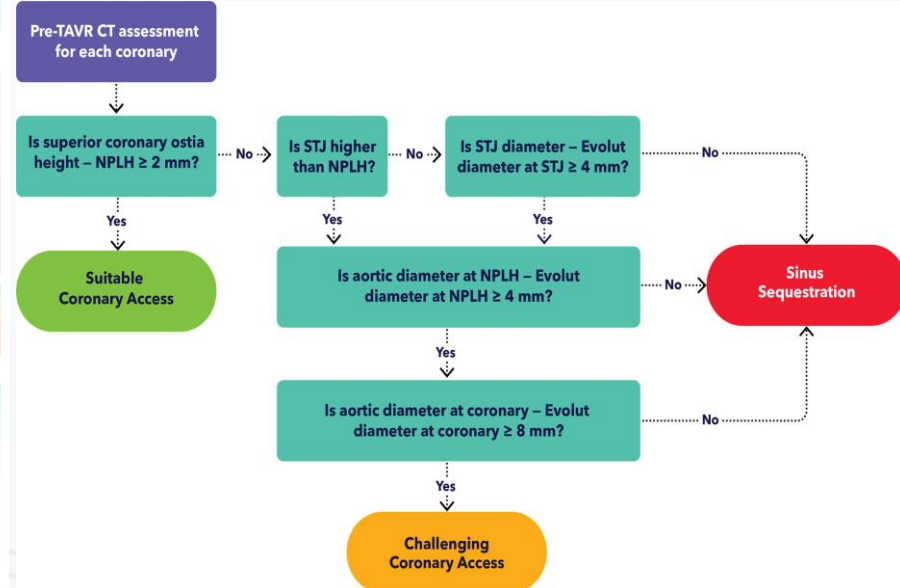 Pre-TAVR CT assessment
for each coronary
Is superior coronary ostia
height – NPLH ≥ 2 mm?
No
Is STJ higher
than NPLH?
No
Is STJ diameter – Evolut
diameter at STJ ≥ 4 mm?
No
Yes
Yes
Yes
Suitable
Coronary Access
Is aortic diameter at NPLH – Evolut
diameter at NPLH ≥ 4 mm?
No
Sinus
Sequestration
Yes
Is aortic diameter at coronary – Evolut
diameter at coronary ≥ 8 mm?
No
Yes
Challenging
Coronary Access